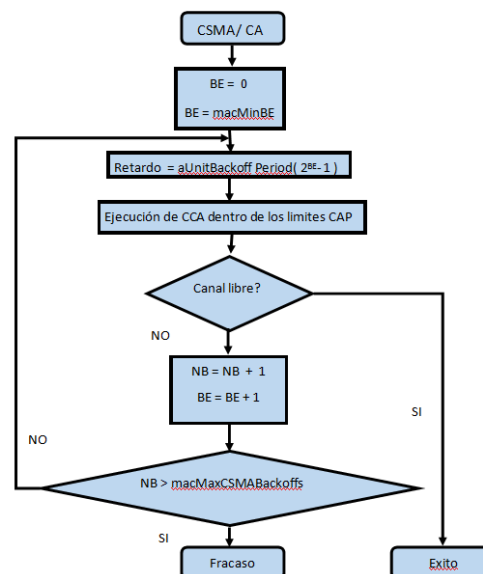 CSMA/ CA
BE = 0
BE = macMinBE
Retardo = aUnitBackoff Period( 2ᴮᴱ- 1 )
Ejecución de CCA dentro de los limites CAP
Canal libre?
NO
NB = NB + 1
BE = BE + 1
SI
NO
NB > macMaxCSMABackoffs
SI
Fracaso
Exito